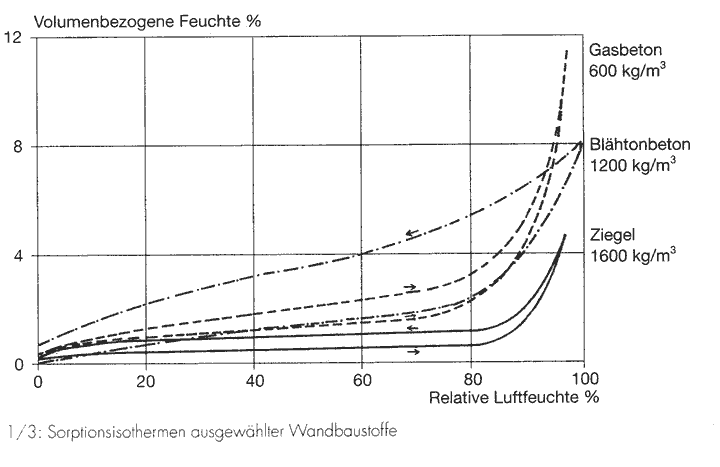 Volumenbezogene Feuchte %
12
8
4
0
Gasbeton
600 kg/m³
Blähtonbeton
1200 kg/m³
Ziegel
1600 kg/m³
0 20 40 60 80 100
Relative Luftfeuchte %
1/3: Sorptionsisothermen ausgewählter Wandbaustoffe